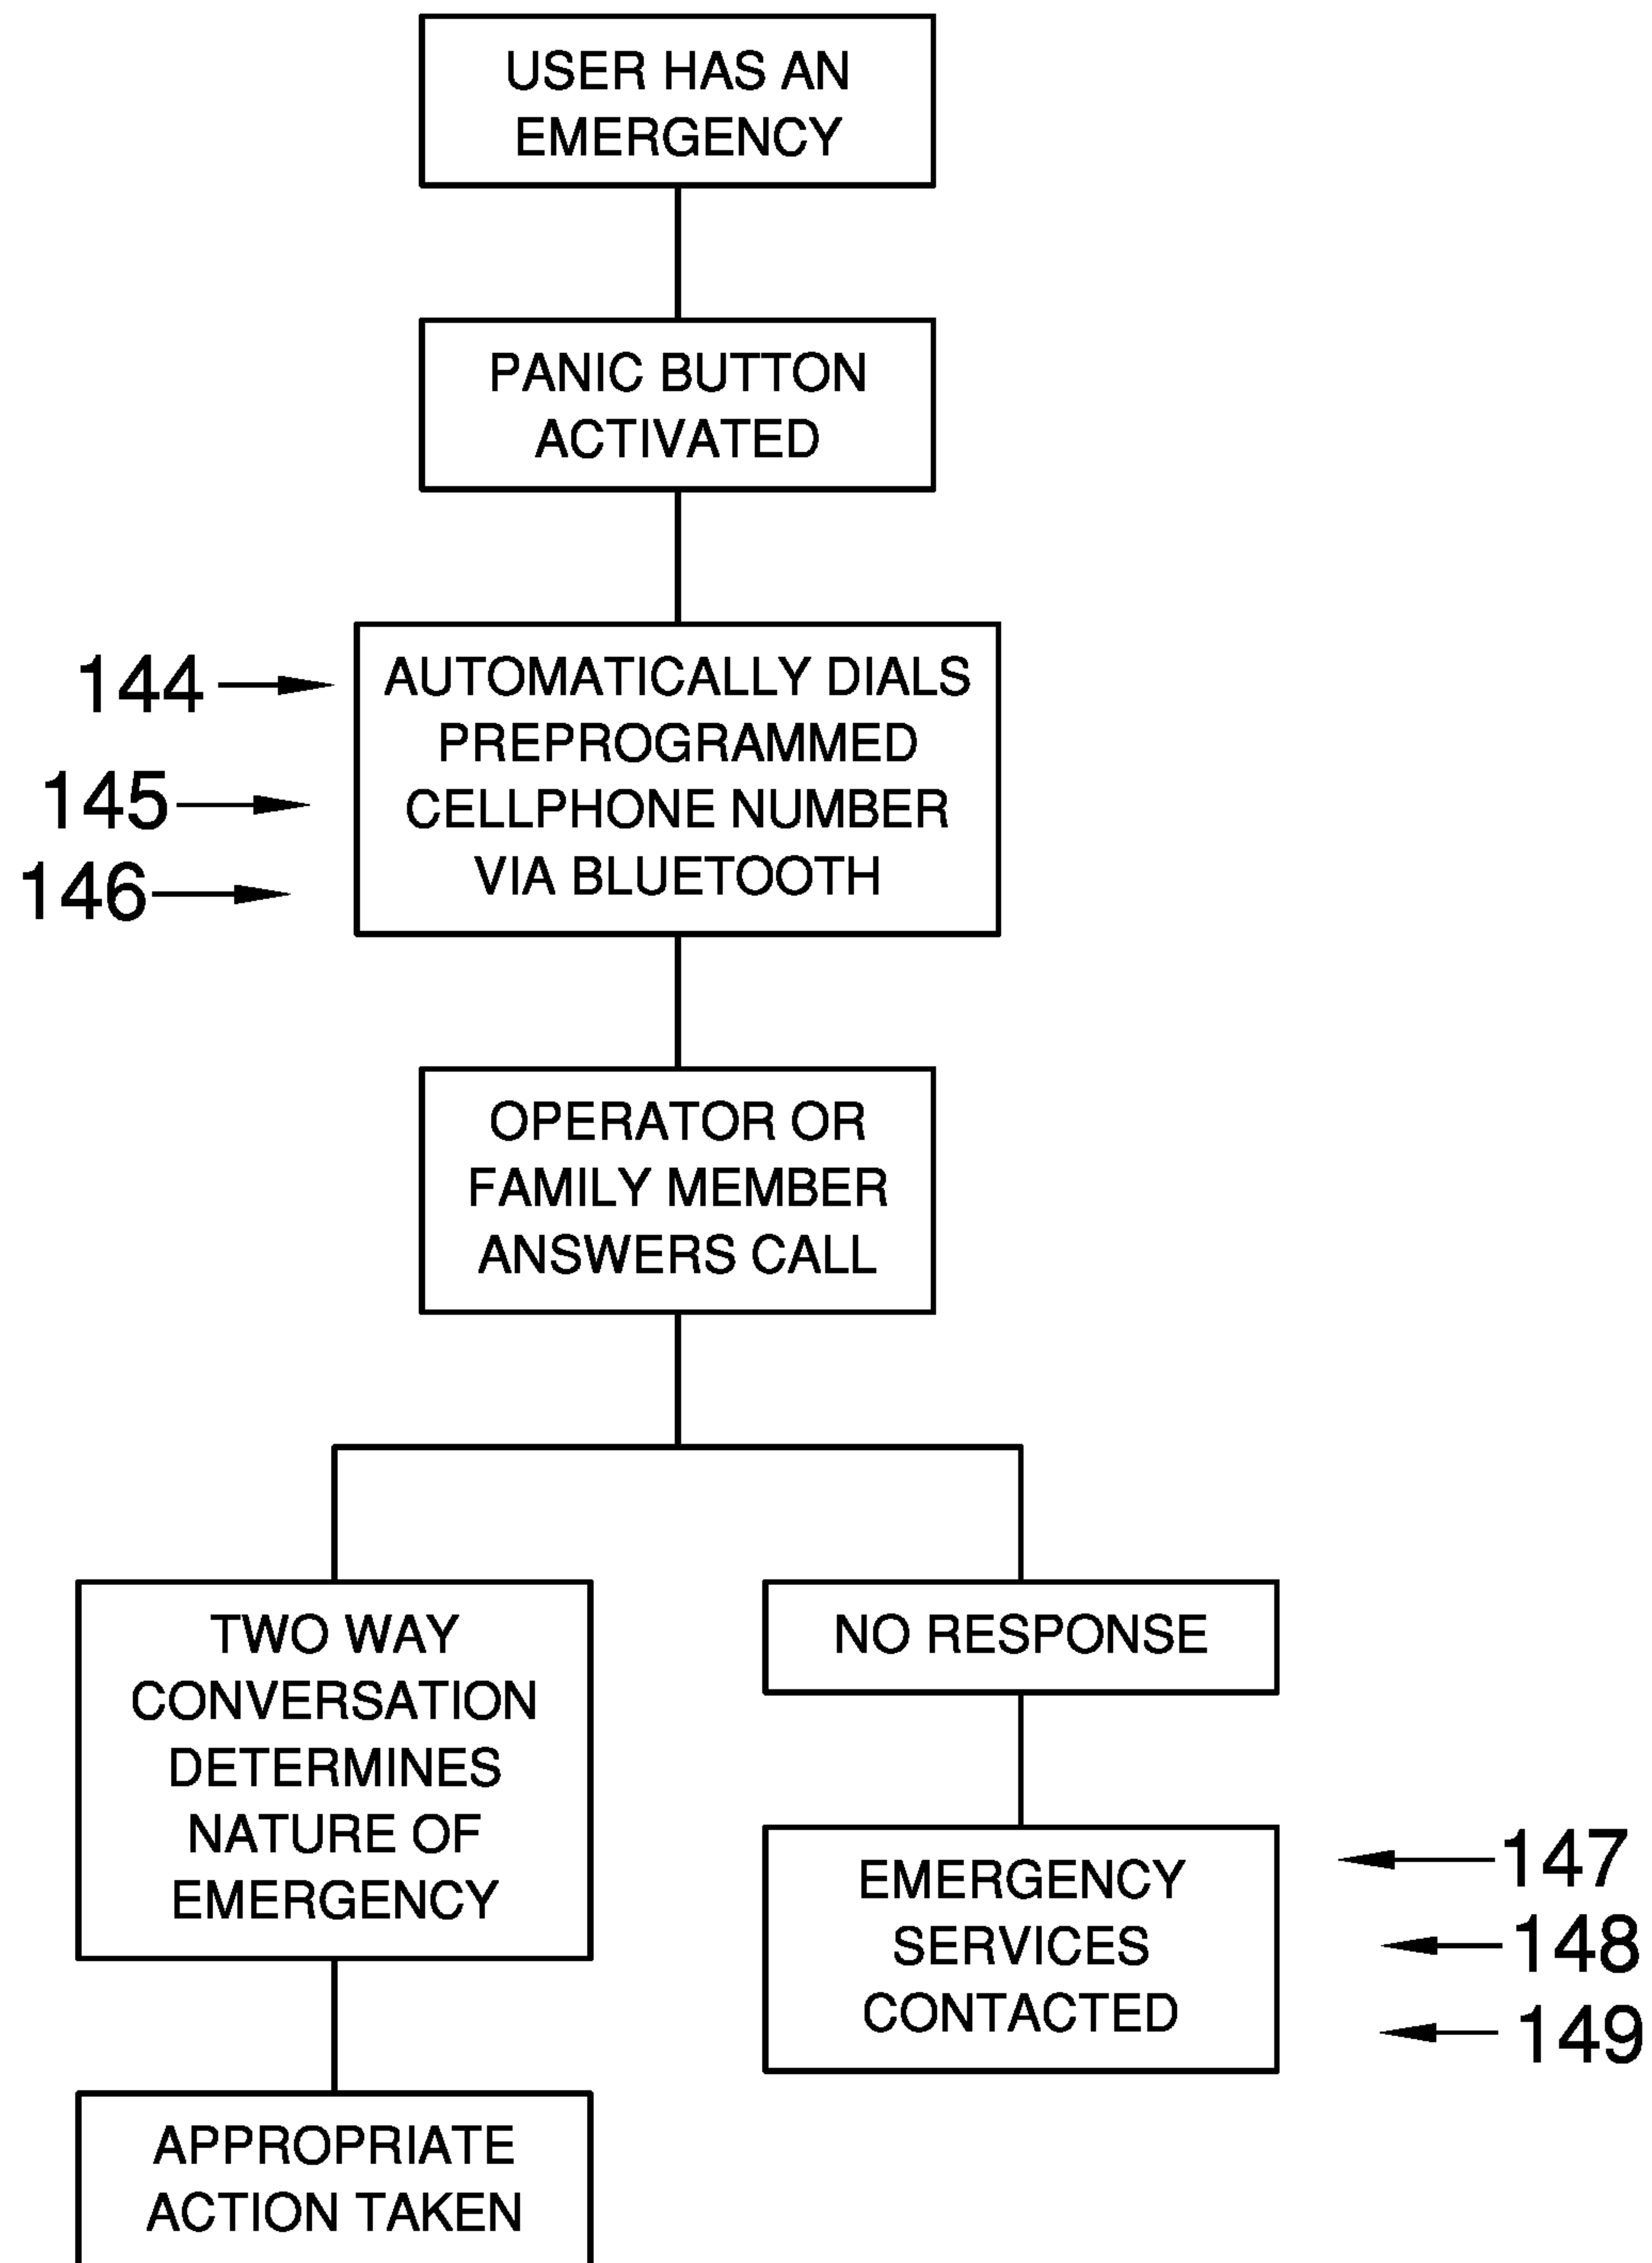 USER HAS AN
EMERGENCY
PANIC BUTTON
ACTIVATED
144
AUTOMATICALLY DIALS
PREPROGRAMMED
145
CELLPHONE NUMBER
146
VIA BLUETOOTH
OPERATOR OR
FAMILY MEMBER
ANSWERS CALL
TWO WAY
CONVERSATION
DETERMINES
NATURE OF
EMERGENCY
APPROPRIATE
ACTION TAKEN
NO RESPONSE
EMERGENCY
SERVICES
CONTACTED
147
148
149